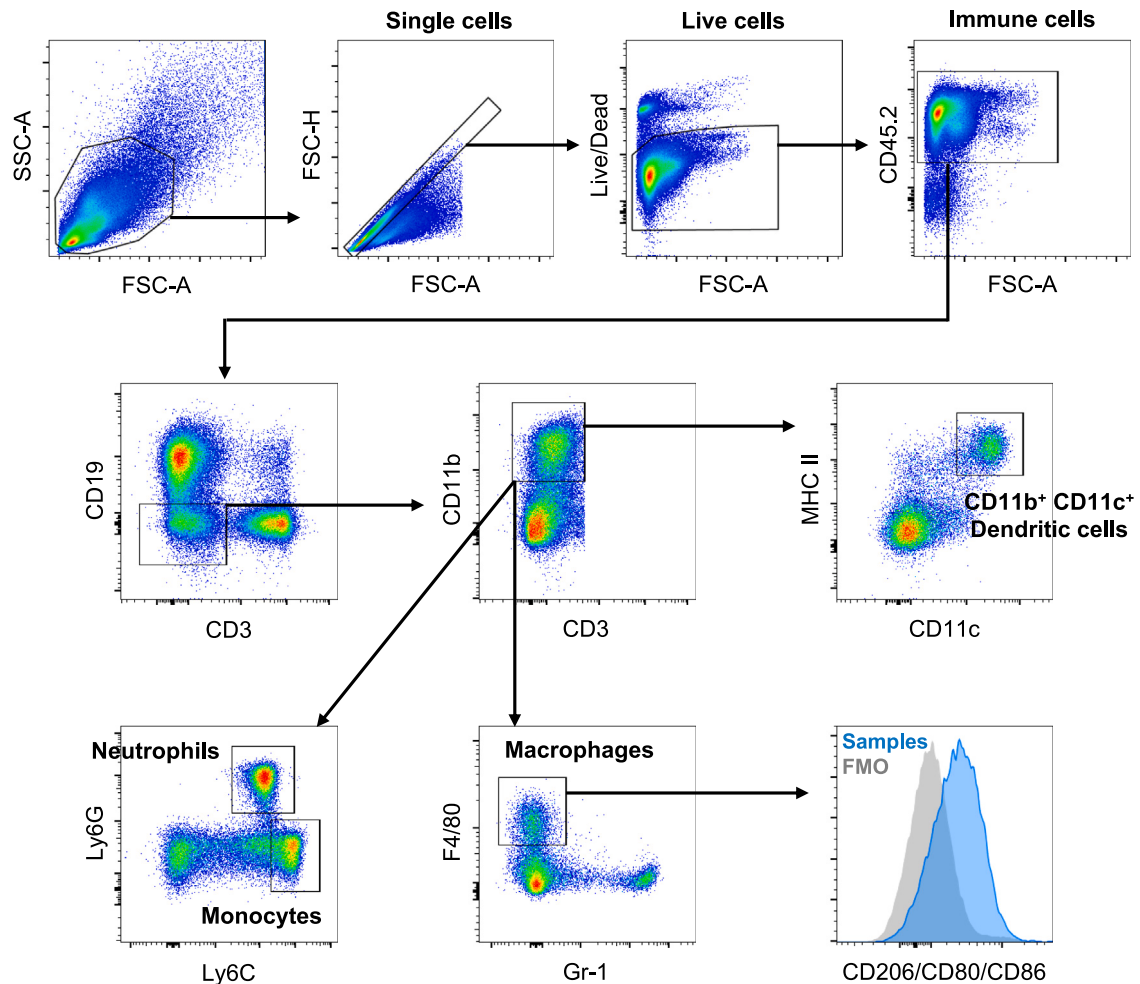 Single cells
Live cells
Immune cells
SSC-A
FSC-A
FSC-H
FSC-A
Live/Dead
FSC-A
CD45.2
FSC-A
CD19
CD3
CD11b
CD3
MHC II
CD11b⁺ CD11c⁺
Dendritic cells
CD11c
Neutrophils
Ly6G
Monocytes
Ly6C
Macrophages
F4/80
Gr-1
Samples
FMO
CD206/CD80/CD86